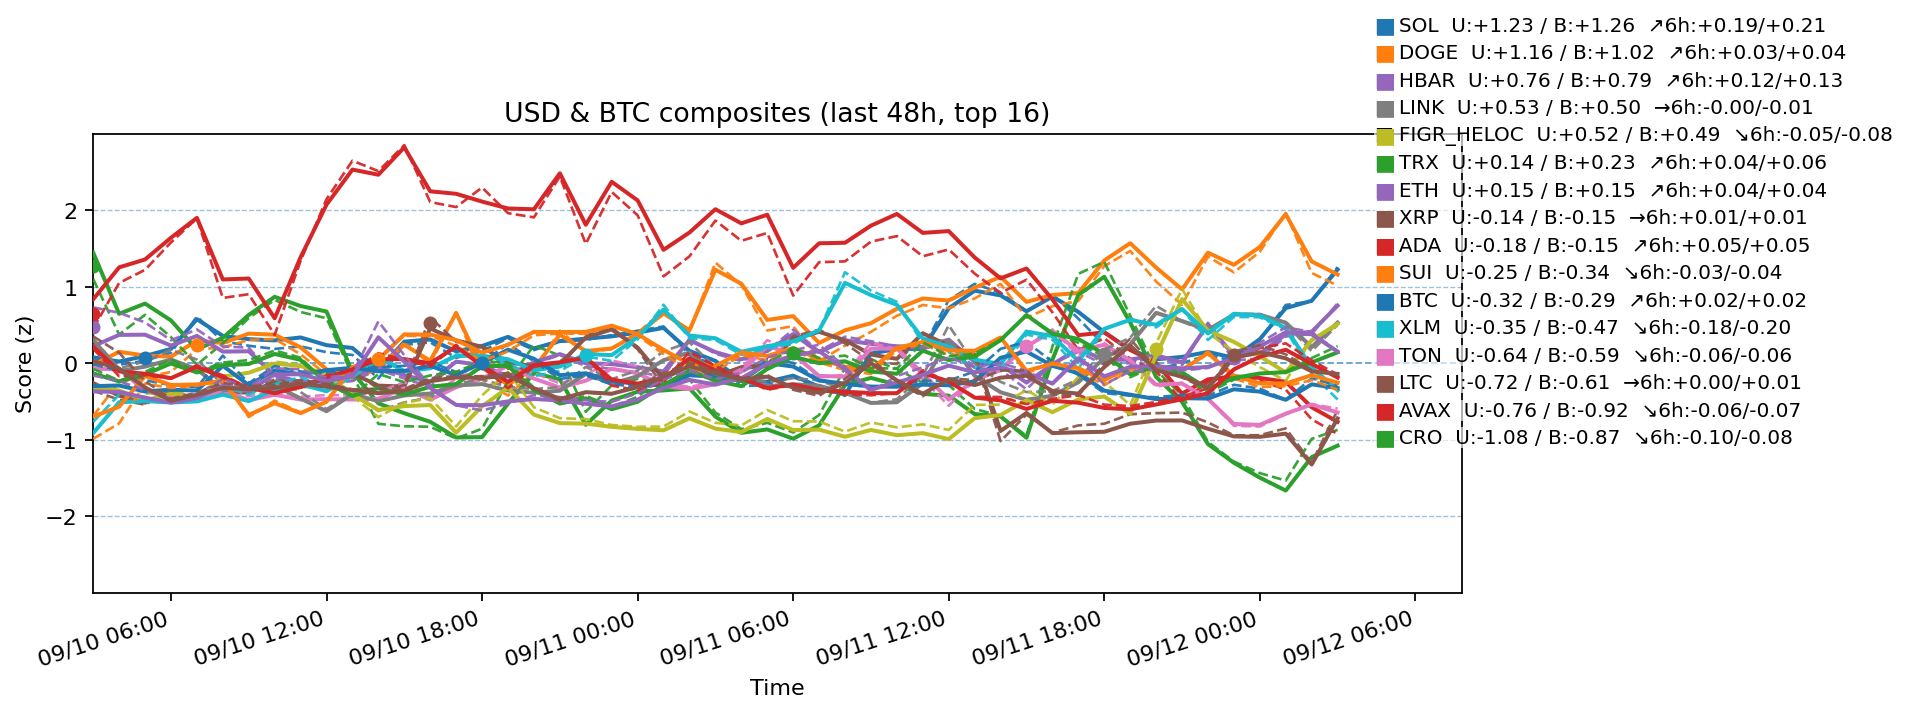 SOL  U:+1.23 / B:+1.26  ↗6h:+0.19/+0.21
DOGE  U:+1.16 / B:+1.02  ↗6h:+0.03/+0.04
HBAR  U:+0.76 / B:+0.79  ↗6h:+0.12/+0.13
LINK  U:+0.53 / B:+0.50  →6h:-0.00/-0.01
FIGR_HELOC  U:+0.52 / B:+0.49  ↘6h:-0.05/-0.08
TRX  U:+0.14 / B:+0.23  ↗6h:+0.04/+0.06
ETH  U:+0.15 / B:+0.15  ↗6h:+0.04/+0.04
XRP  U:-0.14 / B:-0.15  →6h:+0.01/+0.01
ADA  U:-0.18 / B:-0.15  ↗6h:+0.05/+0.05
SUI  U:-0.25 / B:-0.34  ↘6h:-0.03/-0.04
BTC  U:-0.32 / B:-0.29  ↗6h:+0.02/+0.02
XLM  U:-0.35 / B:-0.47  ↘6h:-0.18/-0.20
TON  U:-0.64 / B:-0.59  ↘6h:-0.06/-0.06
LTC  U:-0.72 / B:-0.61  →6h:+0.00/+0.01
AVAX  U:-0.76 / B:-0.92  ↘6h:-0.06/-0.07
CRO  U:-1.08 / B:-0.87  ↘6h:-0.10/-0.08
USD & BTC composites (last 48h, top 16)
Score (z)
2
1
0
−1
−2
09/10 06:00
09/10 12:00
09/10 18:00
09/11 00:00
09/11 06:00
09/11 12:00
09/11 18:00
09/12 00:00
09/12 06:00
Time